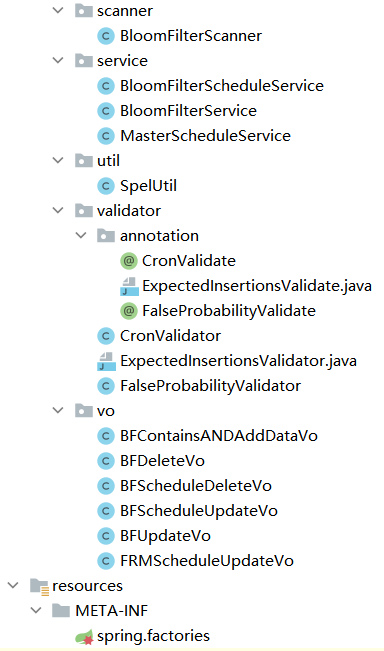 scanner
BloomFilterScanner
service
BloomFilterScheduleService
BloomFilterService
MasterScheduleService
util
SpelUtil
validator
annotation
CronValidate
ExpectedInsertionsValidate.java
FalseProbabilityValidate
CronValidator
ExpectedInsertionsValidator.java
FalseProbabilityValidator
vo
BFContainsANDAddDataVo
BFDeleteVo
BFScheduleDeleteVo
BFScheduleUpdateVo
BFUpdateVo
FRMScheduleUpdateVo
resources
META-INF
spring.factories